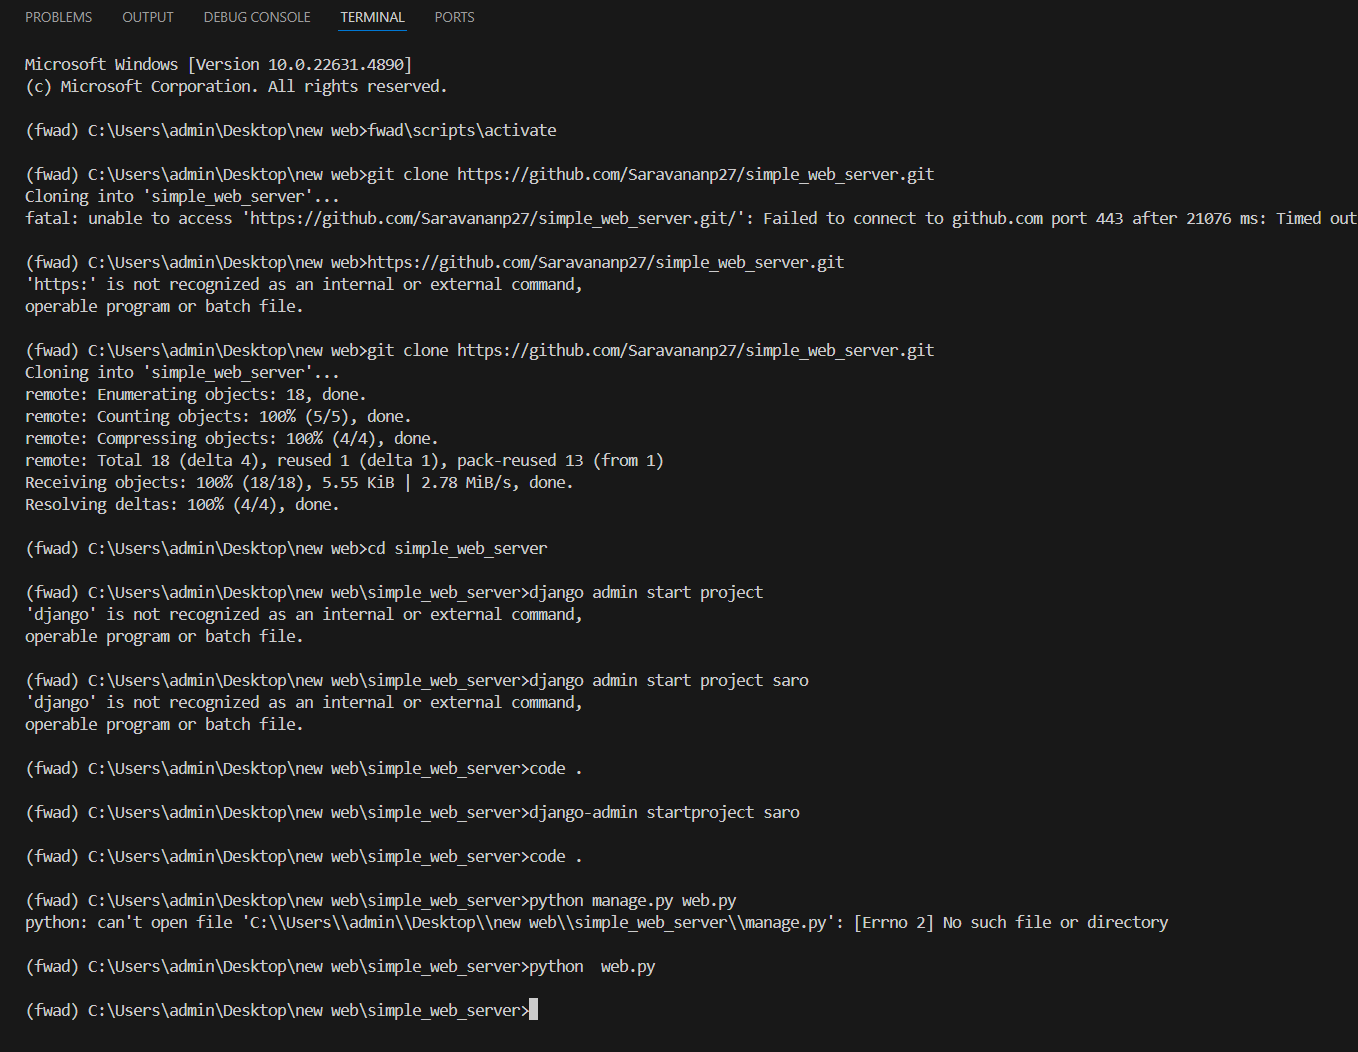 PROBLEMS OUTPUT DEBUG CONSOLE TERMINAL PORTS
Microsoft Windows [Version 10.0.22631.4890]
(c) Microsoft Corporation. All rights reserved.
(fwad) C:\Users\admin\Desktop\new web>fwad\scripts\activate
(fwad) C:\Users\admin\Desktop\new web>git clone https://github.com/Saravananp27/simple_web_server.git
Cloning into 'simple_web_server'...
fatal: unable to access 'https://github.com/Saravananp27/simple_web_server.git/': Failed to connect to github.com port 443 after 21076 ms: Timed out
(fwad) C:\Users\admin\Desktop\new web>https://github.com/Saravananp27/simple_web_server.git
'https:' is not recognized as an internal or external command,
operable program or batch file.
(fwad) C:\Users\admin\Desktop\new web>git clone https://github.com/Saravananp27/simple_web_server.git
Cloning into 'simple_web_server'...
remote: Enumerating objects: 18, done.
remote: Counting objects: 100% (5/5), done.
remote: Compressing objects: 100% (4/4), done.
remote: Total 18 (delta 4), reused 1 (delta 1), pack-reused 13 (from 1)
Receiving objects: 100% (18/18), 5.55 KiB | 2.78 MiB/s, done.
Resolving deltas: 100% (4/4), done.
(fwad) C:\Users\admin\Desktop\new web>cd simple_web_server
(fwad) C:\Users\admin\Desktop\new web\simple_web_server>django admin start project
'django' is not recognized as an internal or external command,
operable program or batch file.
(fwad) C:\Users\admin\Desktop\new web\simple_web_server>django admin start project saro
'django' is not recognized as an internal or external command,
operable program or batch file.
(fwad) C:\Users\admin\Desktop\new web\simple_web_server>code .
(fwad) C:\Users\admin\Desktop\new web\simple_web_server>django-admin startproject saro
(fwad) C:\Users\admin\Desktop\new web\simple_web_server>code .
(fwad) C:\Users\admin\Desktop\new web\simple_web_server>python manage.py web.py
python: can't open file 'C:\\Users\\admin\\Desktop\\new web\\simple_web_server\\manage.py': [Errno 2] No such file or directory
(fwad) C:\Users\admin\Desktop\new web\simple_web_server>python  web.py
(fwad) C:\Users\admin\Desktop\new web\simple_web_server>